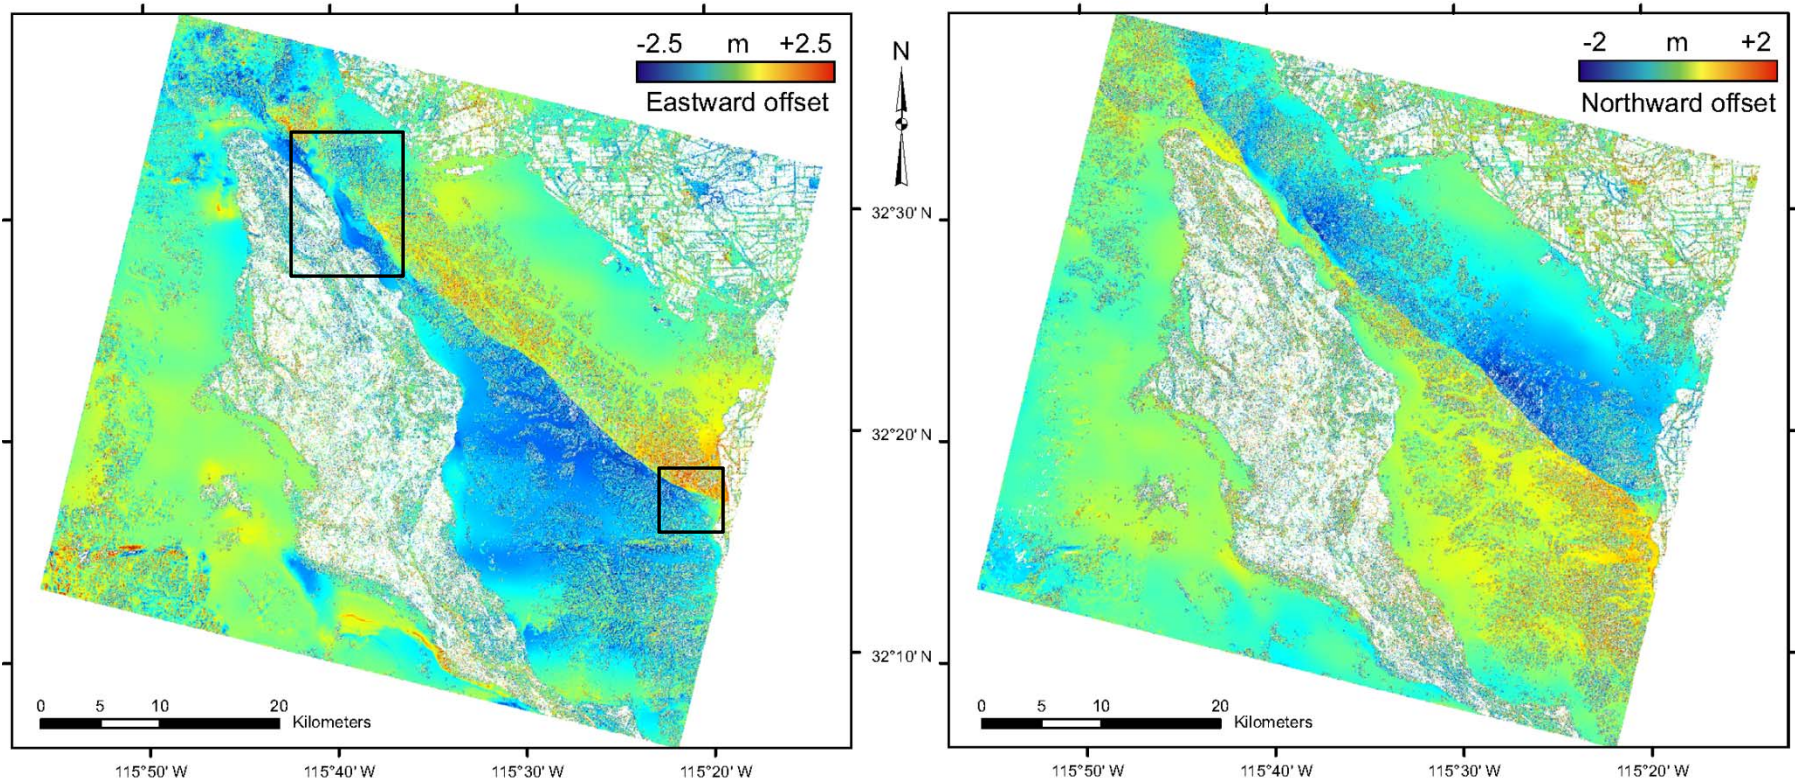 -2.5 m +2.5
Eastward offset
N
-2 m +2
Northward offset
32°30' N
32°20' N
32°10' N
0 5 10 20
Kilometers
0 5 10 20
Kilometers
115°50' W 115°40' W 115°30' W 115°20' W
115°50' W 115°40' W 115°30' W 115°20' W